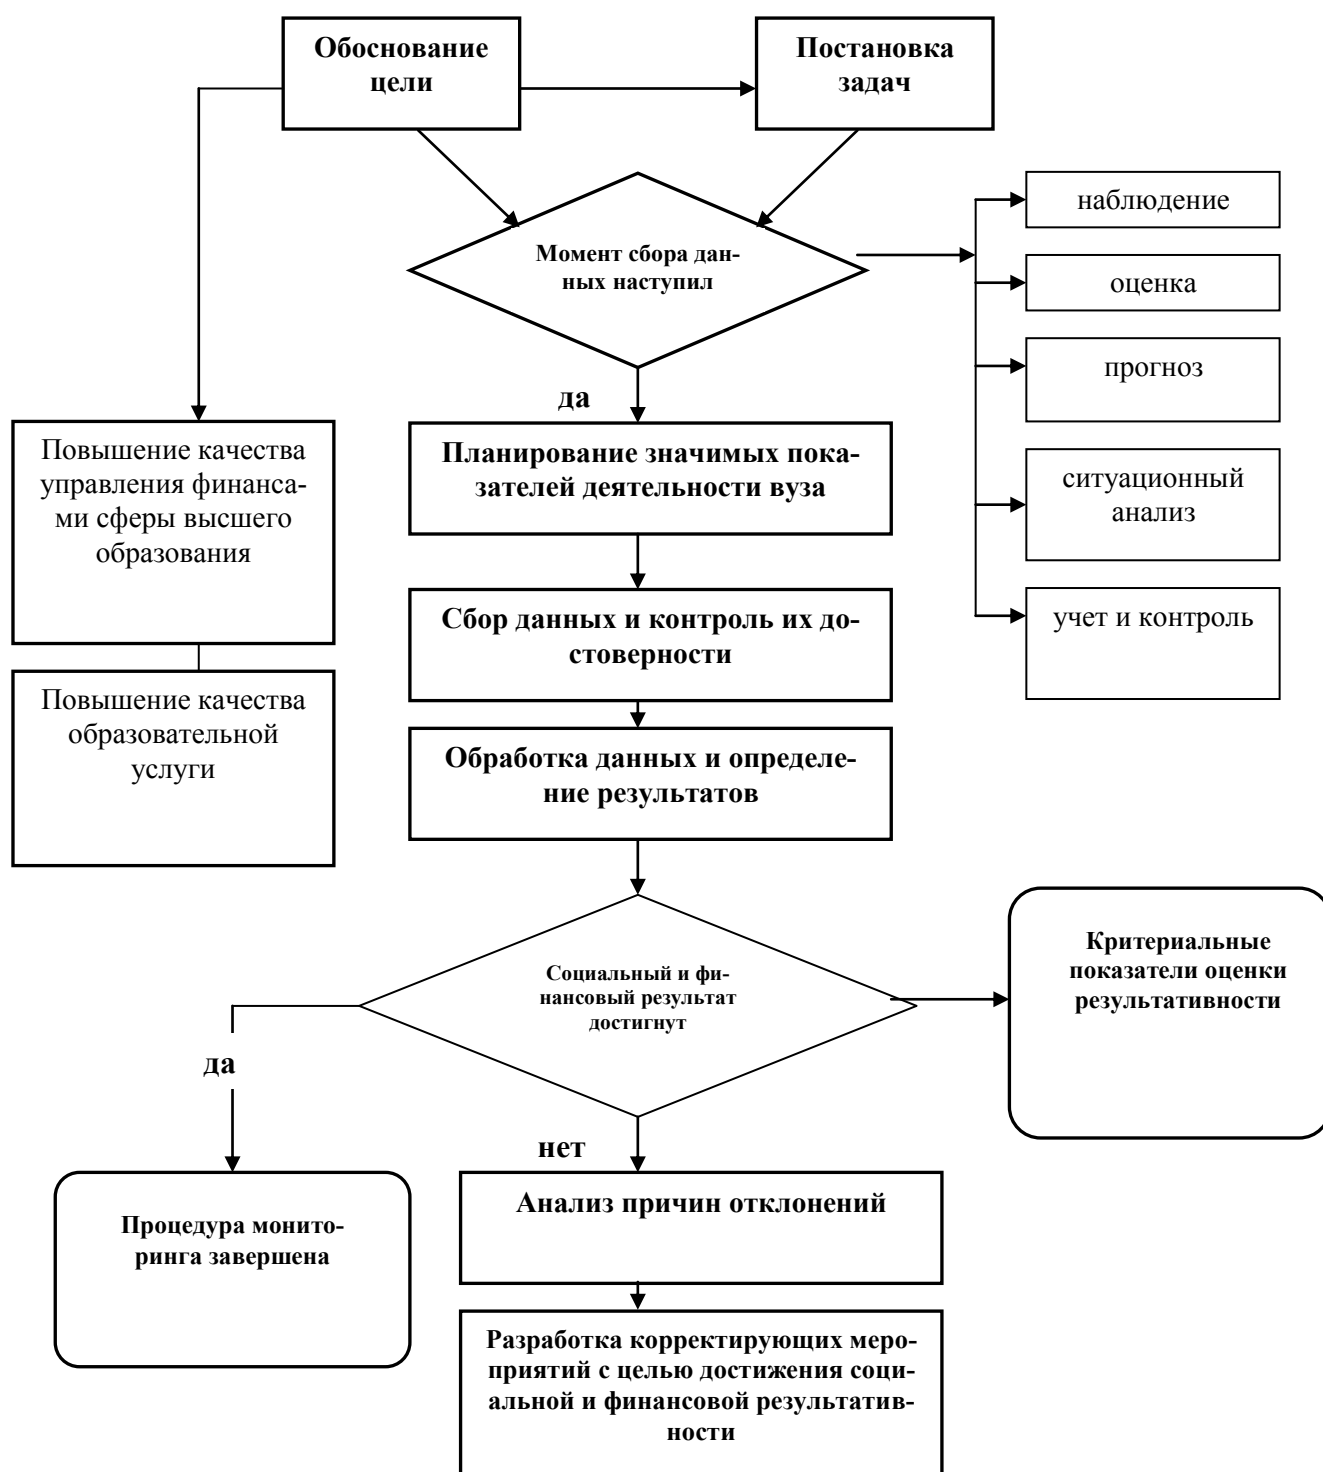 Обоснование
цели
Постановка
задач
Момент сбора дан-
ных наступил
наблюдение
оценка
прогноз
ситуационный
анализ
учет и контроль
да
Повышение качества
управления финанса-
ми сферы высшего
образования
Повышение качества
образовательной
услуги
Планирование значимых пока-
зателей деятельности вуза
Сбор данных и контроль их до-
стоверности
Обработка данных и определе-
ние результатов
Социальный и фи-
нансовый результат
достигнут
Критериальные
показатели оценки
результативности
да
нет
Процедура монито-
ринга завершена
Анализ причин отклонений
Разработка корректирующих меро-
приятий с целью достижения соци-
альной и финансовой результатив-
ности